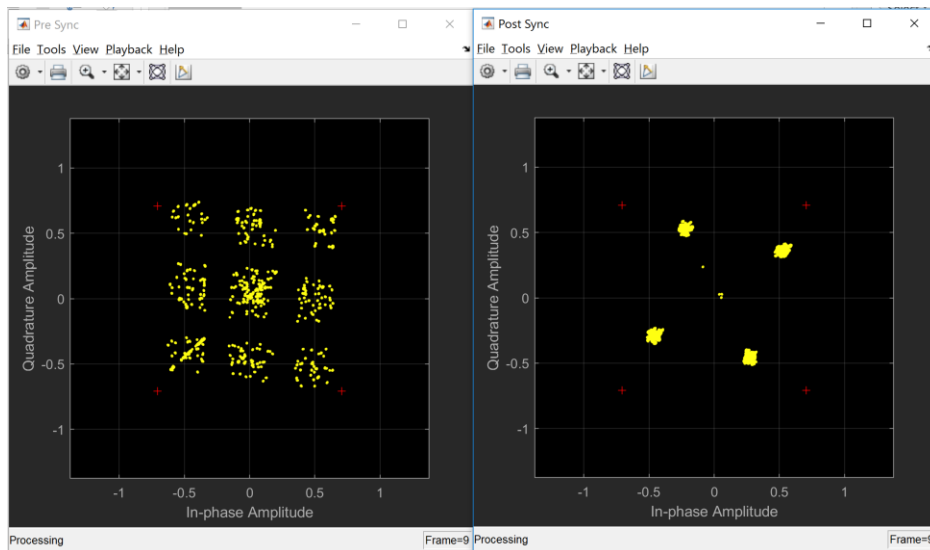 Pre Sync
File Tools View Playback Help
1
0.5
0
-0.5
-1
Quadrature Amplitude
-1 -0.5 0 0.5 1
In-phase Amplitude
Processing Frame=9
Post Sync
File Tools View Playback Help
1
0.5
0
-0.5
-1
Quadrature Amplitude
-1 -0.5 0 0.5 1
In-phase Amplitude
Processing Frame=9